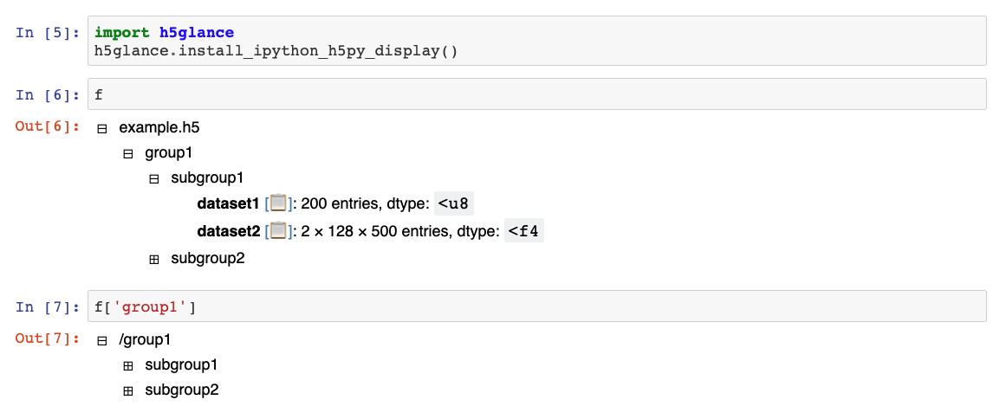 In [5]: import h5glance
h5glance.install_ipython_h5py_display()
In [6]: f
Out[6]: ⊟ example.h5
⊟ group1
⊟ subgroup1
dataset1 [📋]: 200 entries, dtype: <u8
dataset2 [📋]: 2 × 128 × 500 entries, dtype: <f4
⊞ subgroup2
In [7]: f['group1']
Out[7]: ⊟ /group1
⊞ subgroup1
⊞ subgroup2